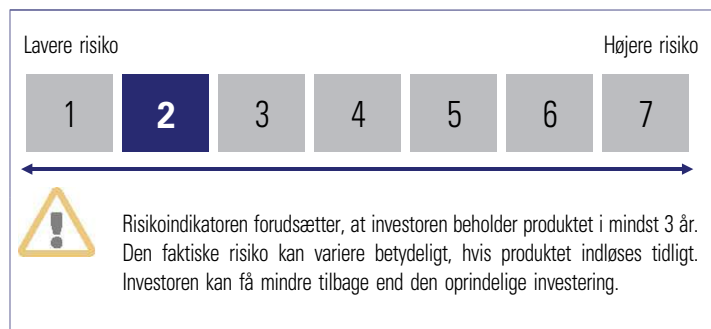 Lavere risiko Højere risiko
1 2 3 4 5 6 7
Risikoindikatoren forudsætter, at investoren beholder produktet i mindst 3 år.
Den faktiske risiko kan variere betydeligt, hvis produktet indløses tidligt.
Investoren kan få mindre tilbage end den oprindelige investering.